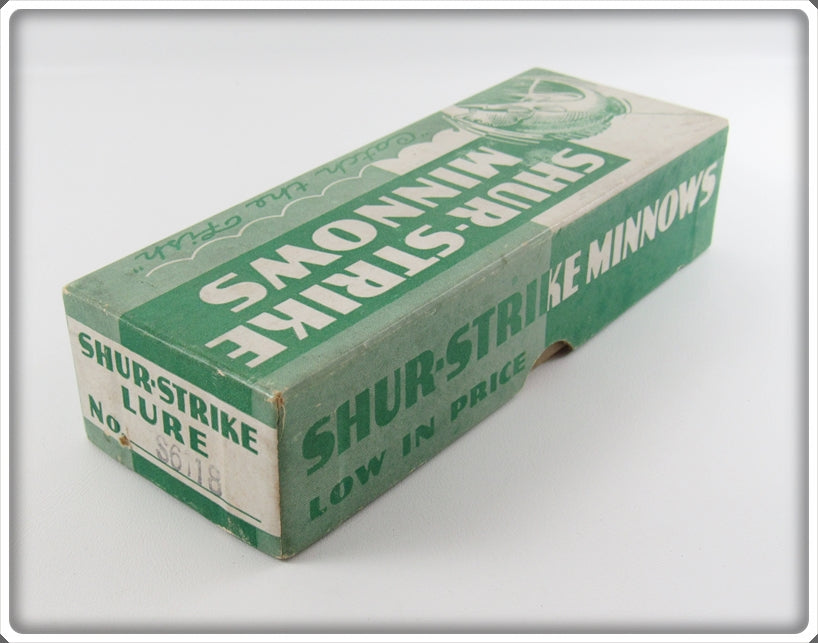 "Catch the Fish"
SHUR-STRIKE
MINNOWS
SHUR-STRIKE MINNOWS
LOW IN PRICE
SHUR-STRIKE
LURE
No. S6118